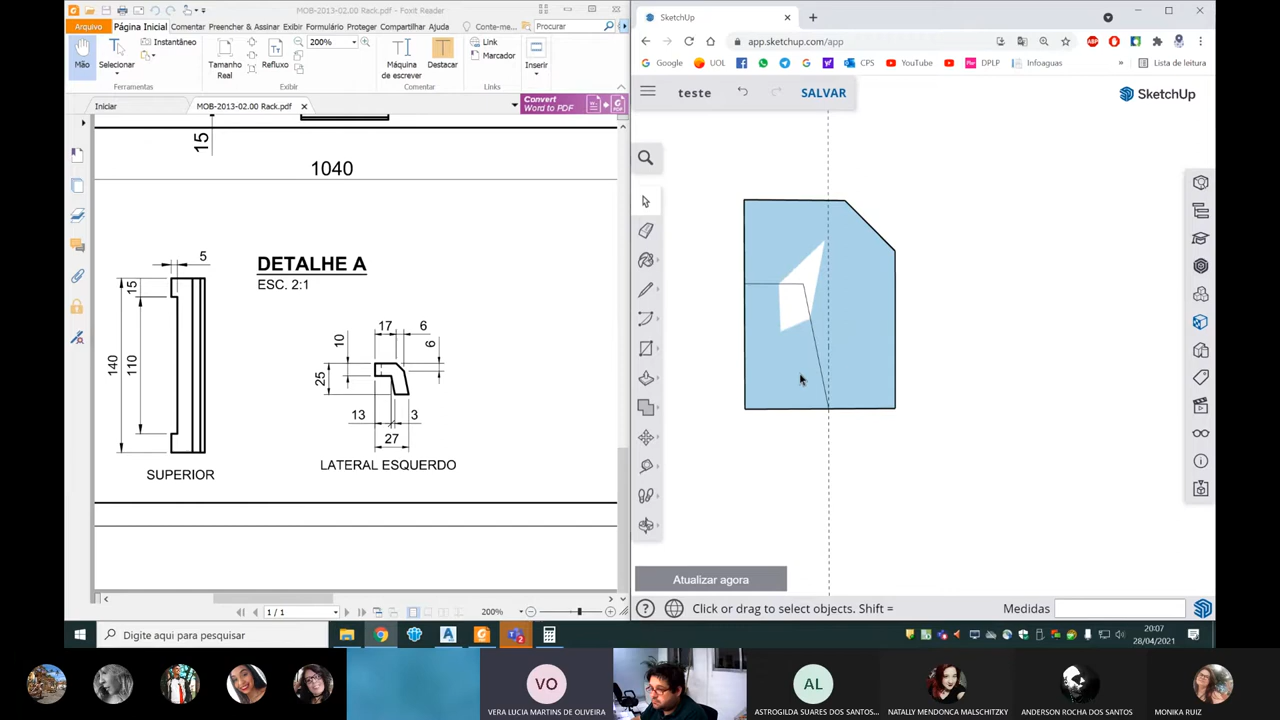 MOB-2013-02.00 Rack.pdf - Foxit Reader
SketchUp
Arquivo Página Inicial Comentar Preencher & Assinar Exibir Formulário Proteger Compartilhar Ajuda Conte-me... Procurar
app.sketchup.com/app
Google UOL CPS YouTube DPLP Infoaguas » Lista de leitura
Mão
Selecionar
Instantâneo
Tamanho
Real
Refluxo
200%
Máquina
de escrever
Destacar
Link
Marcador
Inserir
Ferramentas Exibir Comentar Links
Iniciar
MOB-2013-02.00 Rack.pdf
Convert
Word to PDF
teste SALVAR
SketchUp
15
1040
5
15
140
110
SUPERIOR
DETALHE A
ESC. 2:1
17 6
10
6
25
13 3
27
LATERAL ESQUERDO
Atualizar agora
1 / 1
200%
200%
Click or drag to select objects. Shift =
Medidas
Digite aqui para pesquisar
20:07
28/04/2021
VO
VERA LUCIA MARTINS DE OLIVEIRA
AL
ASTROGILDA SUARES DOS SANTOS...
NATALLY MENDONCA MALSCHITZKY
ANDERSON ROCHA DOS SANTOS
MONIKA RUIZ